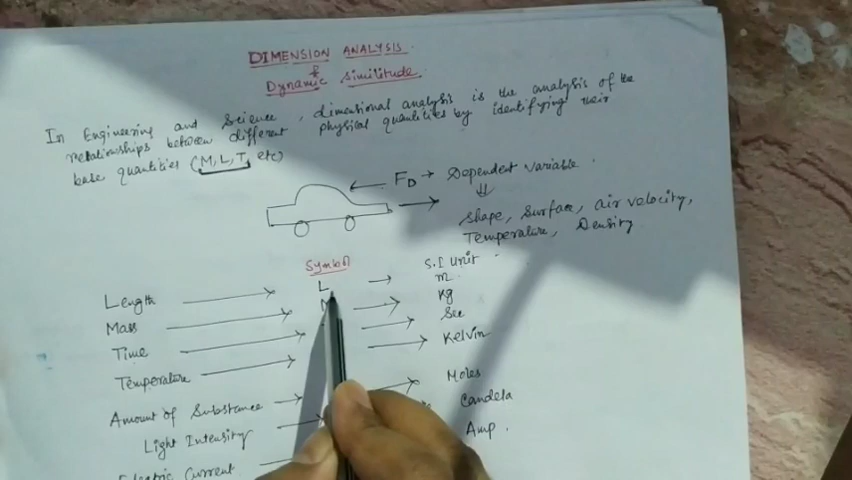 DIMENSION ANALYSIS
&
Dynamic Similitude
In Engineering and Science, dimensional analysis is the analysis of the
relationships between different physical quantities by identifying their
base quantities (M, L, T, etc)
FD → Dependent variable.
⇓
Shape, Surface, air velocity,
Temperature, Density
Symbol S.I Unit
Length → L → m
Mass → M → kg
Time → → Sec
Temperature → → Kelvin
Amount of Substance → → Moles
Light Intensity → Candela
Electric Current Amp.